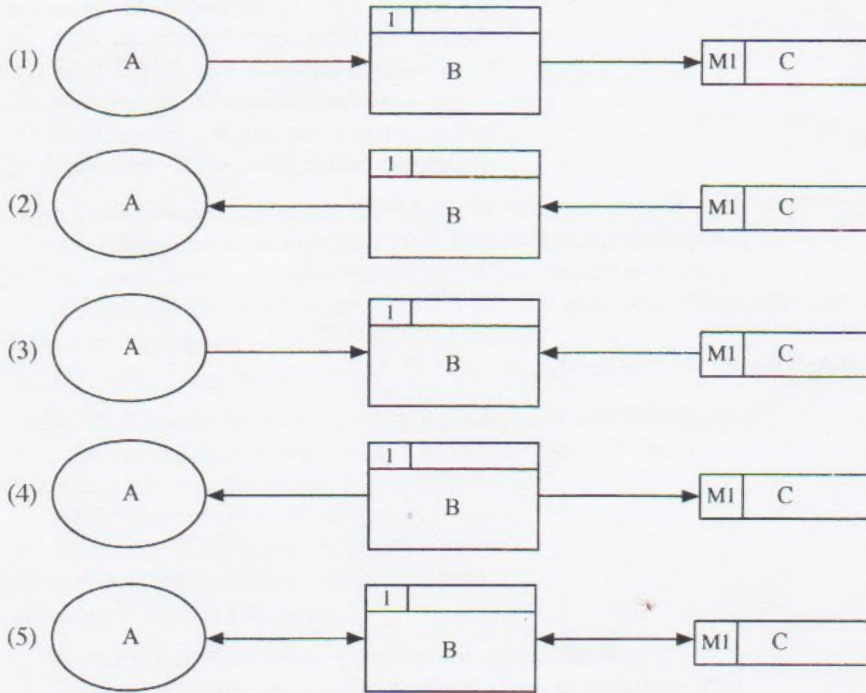 1
(1) A B M1 C
1
(2) A B M1 C
1
(3) A B M1 C
1
(4) A B M1 C
1
(5) A B M1 C